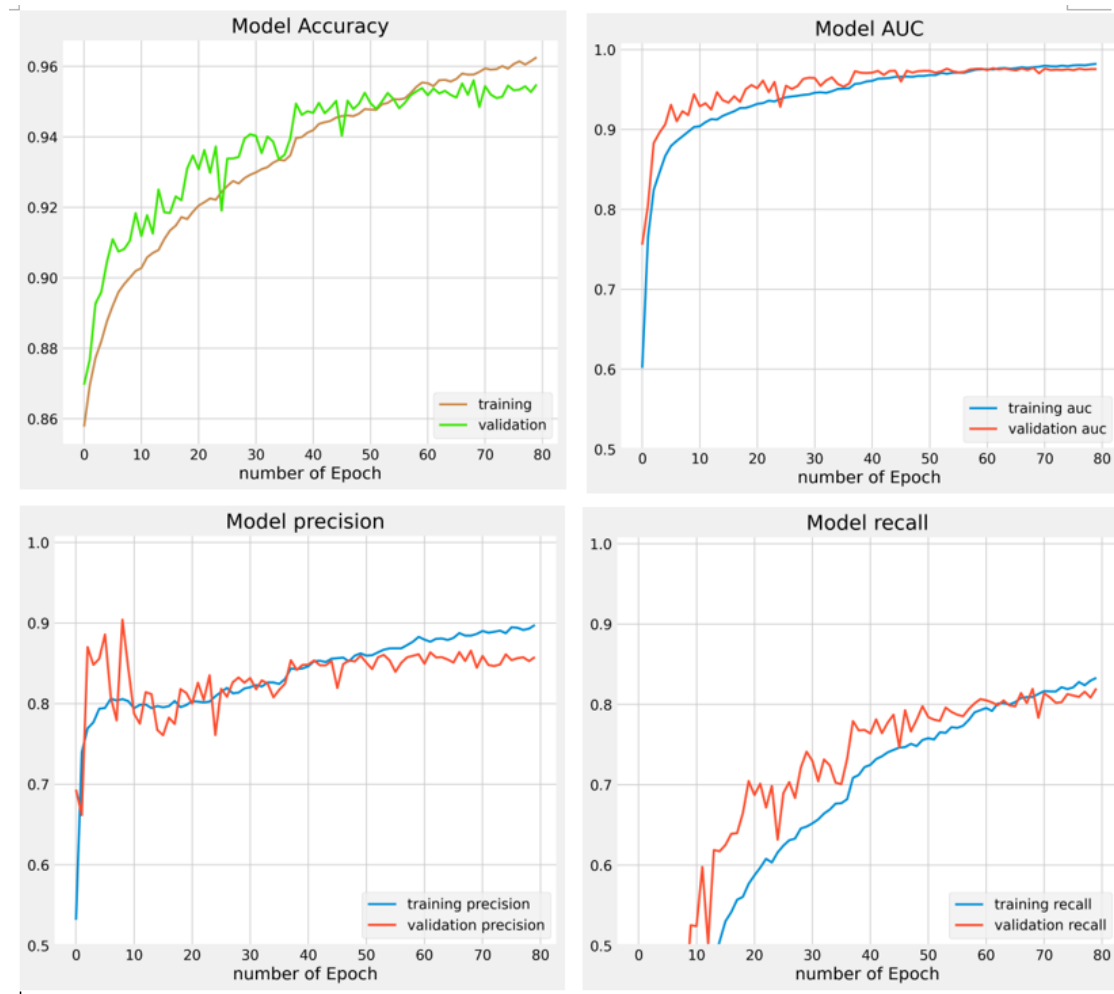 Model Accuracy
0.96
0.94
0.92
0.90
0.88
0.86
training
validation
0 10 20 30 40 50 60 70 80
number of Epoch
Model AUC
1.0
0.9
0.8
0.7
0.6
0.5
training auc
validation auc
0 10 20 30 40 50 60 70 80
number of Epoch
Model precision
1.0
0.9
0.8
0.7
0.6
0.5
training precision
validation precision
0 10 20 30 40 50 60 70 80
number of Epoch
Model recall
1.0
0.9
0.8
0.7
0.6
0.5
training recall
validation recall
0 10 20 30 40 50 60 70 80
number of Epoch